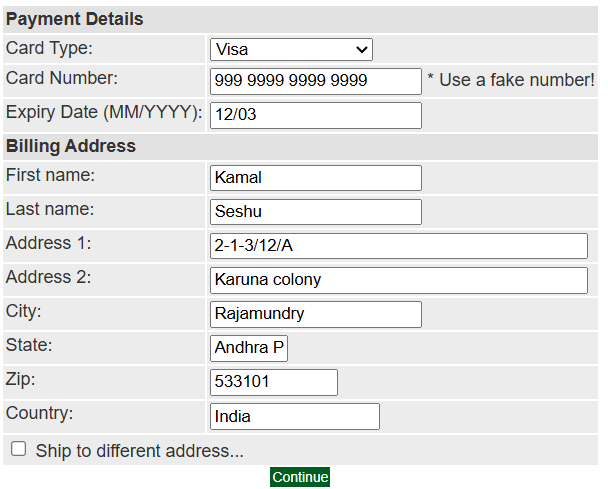 Payment Details
Card Type: Visa
Card Number: 999 9999 9999 9999 * Use a fake number!
Expiry Date (MM/YYYY): 12/03
Billing Address
First name: Kamal
Last name: Seshu
Address 1: 2-1-3/12/A
Address 2: Karuna colony
City: Rajamundry
State: Andhra P
Zip: 533101
Country: India
Ship to different address...
Continue